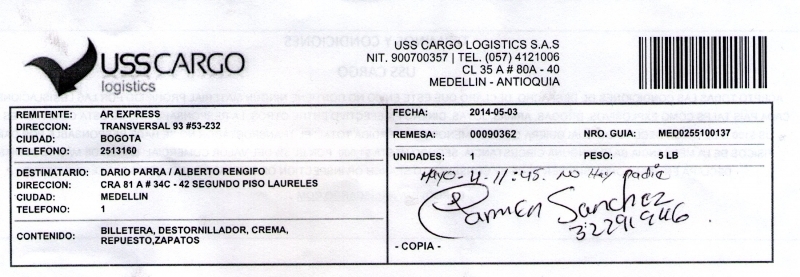 USS CARGO
logistics
USS CARGO LOGISTICS S.A.S
NIT. 900700357 | TEL. (057) 4121006
CL 35 A # 80A - 40
MEDELLIN - ANTIOQUIA
REMITENTE: AR EXPRESS
DIRECCION: TRANSVERSAL 93 #53-232
CIUDAD: BOGOTA
TELEFONO: 2513160
DESTINATARIO: DARIO PARRA / ALBERTO RENGIFO
DIRECCION: CRA 81 A # 34C - 42 SEGUNDO PISO LAURELES
CIUDAD: MEDELLIN
TELEFONO: 1
CONTENIDO: BILLETERA, DESTORNILLADOR, CREMA,
REPUESTO,ZAPATOS
FECHA: 2014-05-03
REMESA: 00090362 NRO. GUIA: MED0255100137
UNIDADES: 1 PESO: 5 LB
MAYO-4-11:45. no Hay nadie
Carmen Sanchez
322919446.
- COPIA -